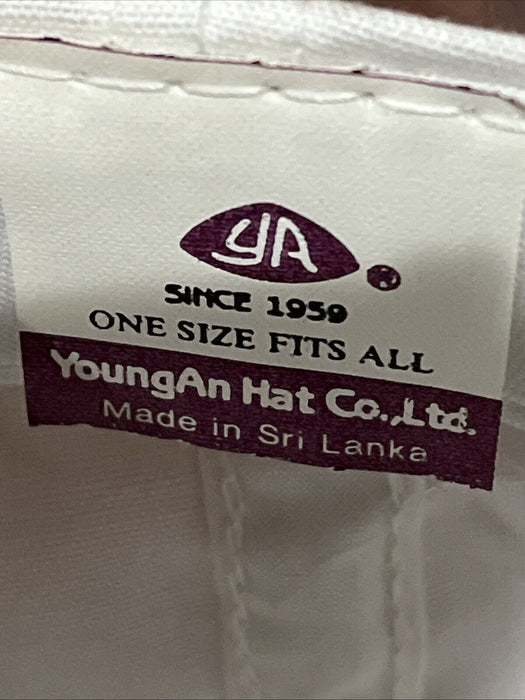 YA ®
SINCE 1959
ONE SIZE FITS ALL
YoungAn Hat Co.,Ltd.
Made in Sri Lanka